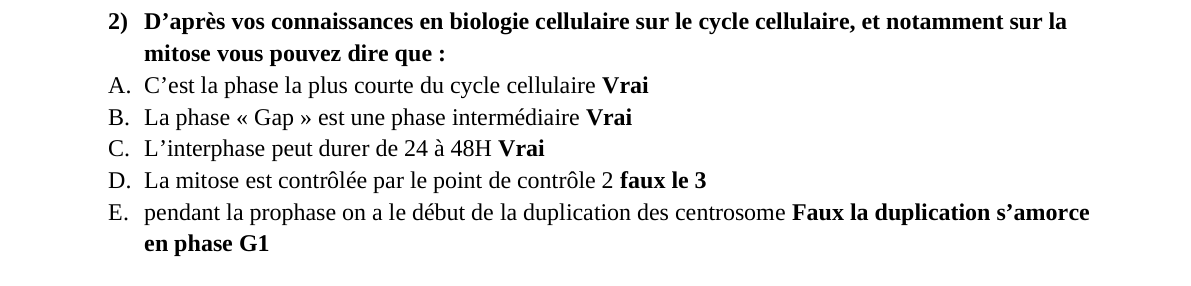 2) D’après vos connaissances en biologie cellulaire sur le cycle cellulaire, et notamment sur la
mitose vous pouvez dire que :
A. C’est la phase la plus courte du cycle cellulaire Vrai
B. La phase « Gap » est une phase intermédiaire Vrai
C. L’interphase peut durer de 24 à 48H Vrai
D. La mitose est contrôlée par le point de contrôle 2 faux le 3
E. pendant la prophase on a le début de la duplication des centrosome Faux la duplication s’amorce
en phase G1